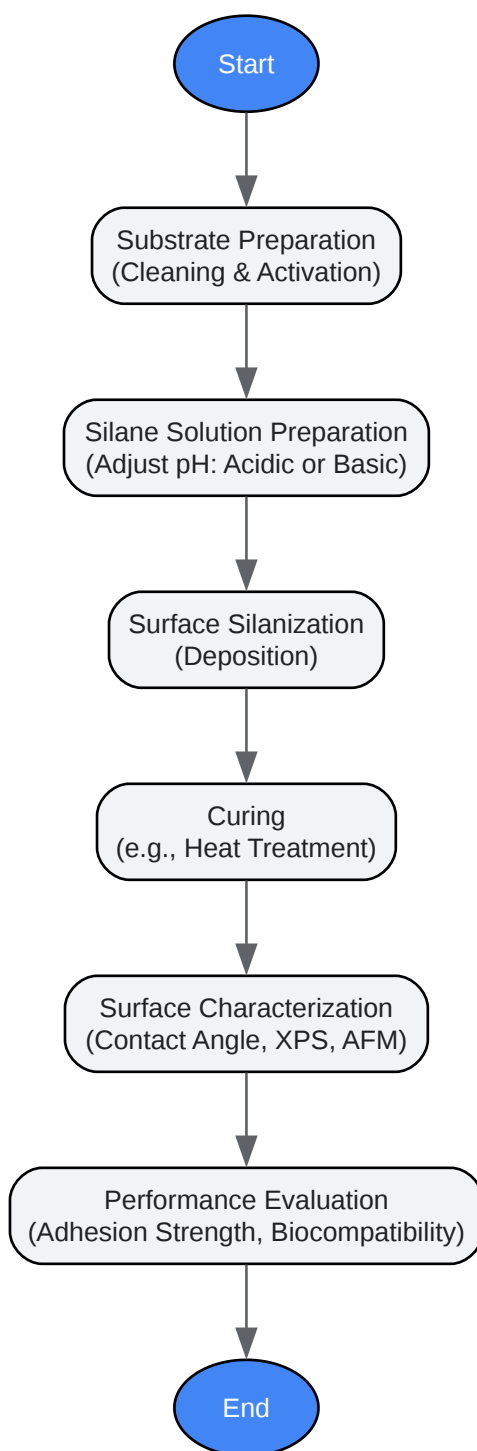 Start
Substrate Preparation
(Cleaning & Activation)
Silane Solution Preparation
(Adjust pH: Acidic or Basic)
Surface Silanization
(Deposition)
Curing
(e.g., Heat Treatment)
Surface Characterization
(Contact Angle, XPS, AFM)
Performance Evaluation
(Adhesion Strength, Biocompatibility)
End